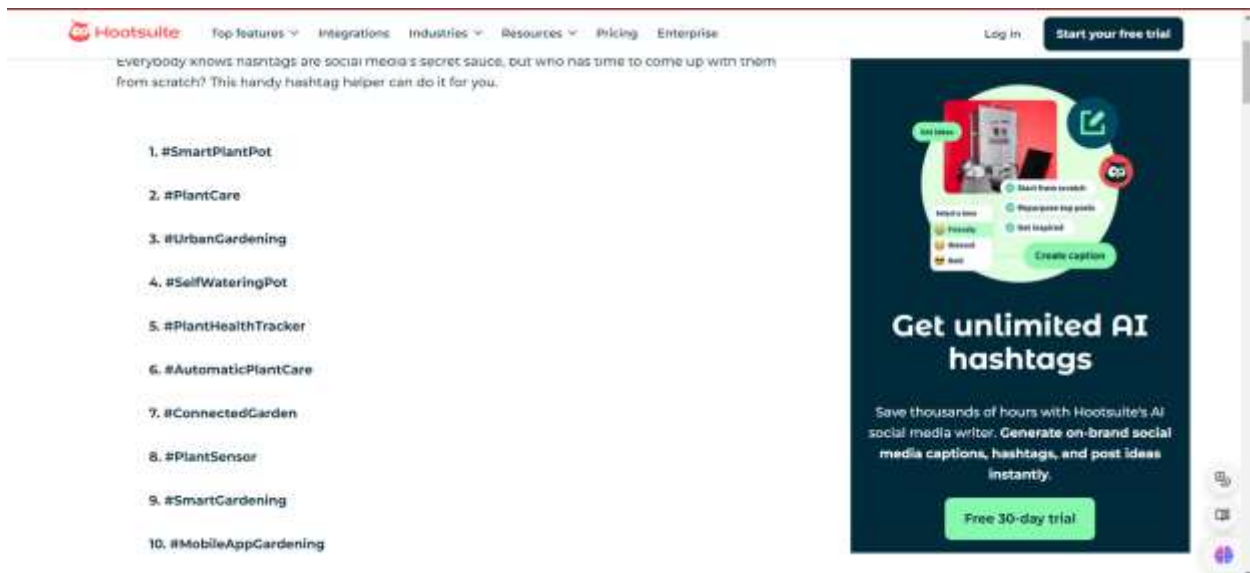 Hootsuite Top features Integrations Industries Resources Pricing Enterprise Log in Start your free trial
Everybody knows hashtags are social media's secret sauce, but who has time to come up with them
from scratch? This handy hashtag helper can do it for you.
1. #SmartPlantPot
2. #PlantCare
3. #UrbanGardening
4. #SelfWateringPot
5. #PlantHealthTracker
6. #AutomaticPlantCare
7. #ConnectedGarden
8. #PlantSensor
9. #SmartGardening
10. #MobileAppGardening
Get ideas
Start from scratch
Repurpose top posts
Get inspired
Select a tone
Friendly
Bold
Create caption
Get unlimited AI
hashtags
Save thousands of hours with Hootsuite's AI
social media writer. Generate on-brand social
media captions, hashtags, and post ideas
instantly.
Free 30-day trial